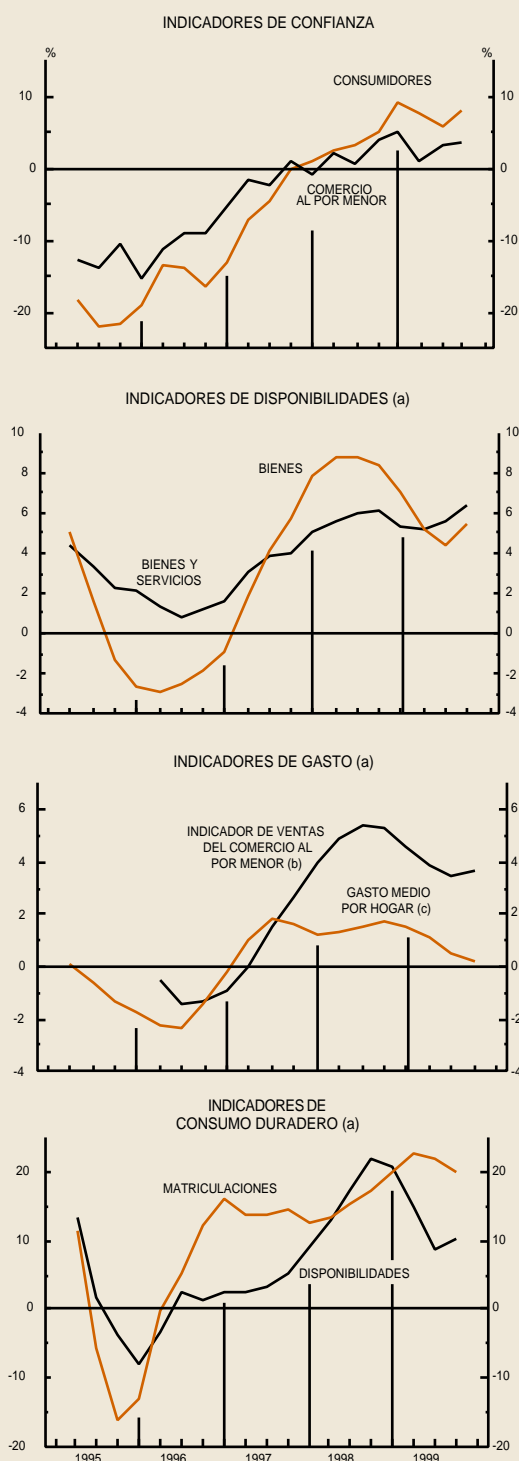 INDICADORES DE CONFIANZA
% %
CONSUMIDORES
10 10
0 0
COMERCIO
AL POR MENOR
-10 -10
-20 -20
INDICADORES DE DISPONIBILIDADES (a)
10 10
BIENES
8 8
6 6
4 4
BIENES Y
SERVICIOS
2 2
0 0
-2 -2
-4 -4
INDICADORES DE GASTO (a)
6 6
INDICADOR DE VENTAS
DEL COMERCIO AL
POR MENOR (b)
4 4
GASTO MEDIO
POR HOGAR (c)
2 2
0 0
-2 -2
-4 -4
INDICADORES DE
CONSUMO DURADERO (a)
20 20
MATRICULACIONES
10 10
DISPONIBILIDADES
0 0
-10 -10
-20 -20
1995 1996 1997 1998 1999